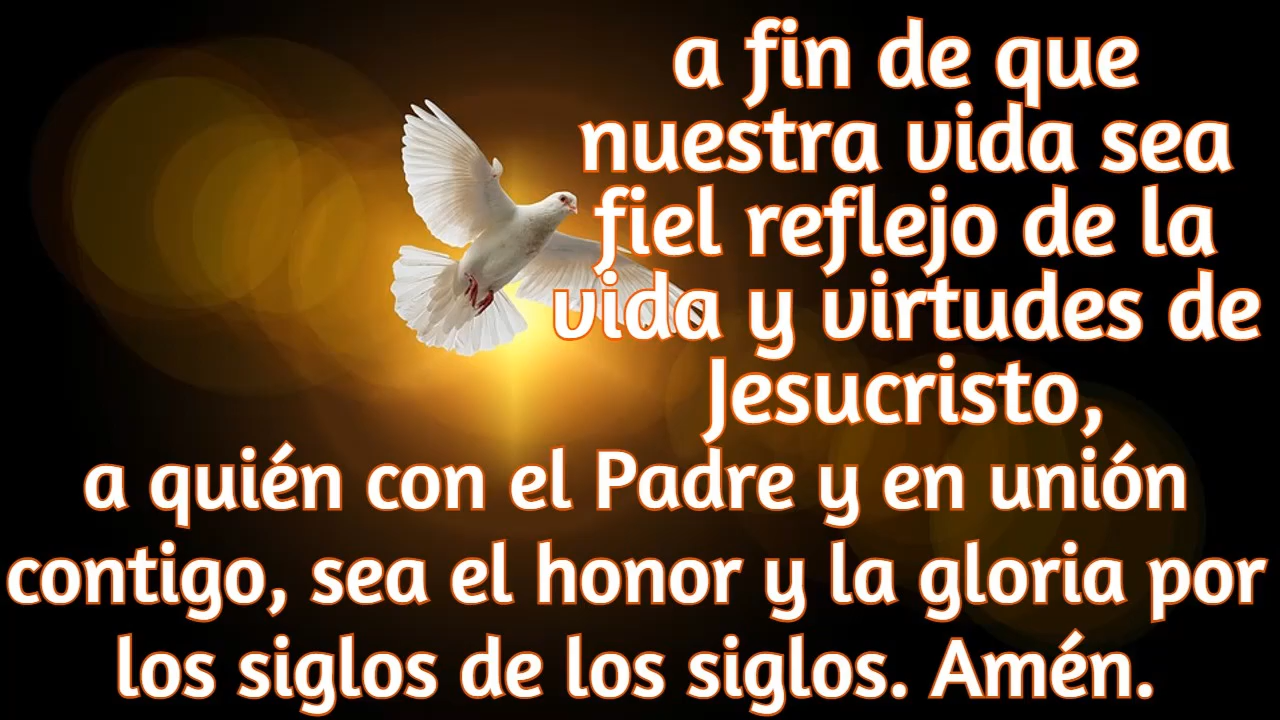 a fin de que
nuestra vida sea
fiel reflejo de la
vida y virtudes de
Jesucristo,
a quién con el Padre y en unión
contigo, sea el honor y la gloria por
los siglos de los siglos. Amén.